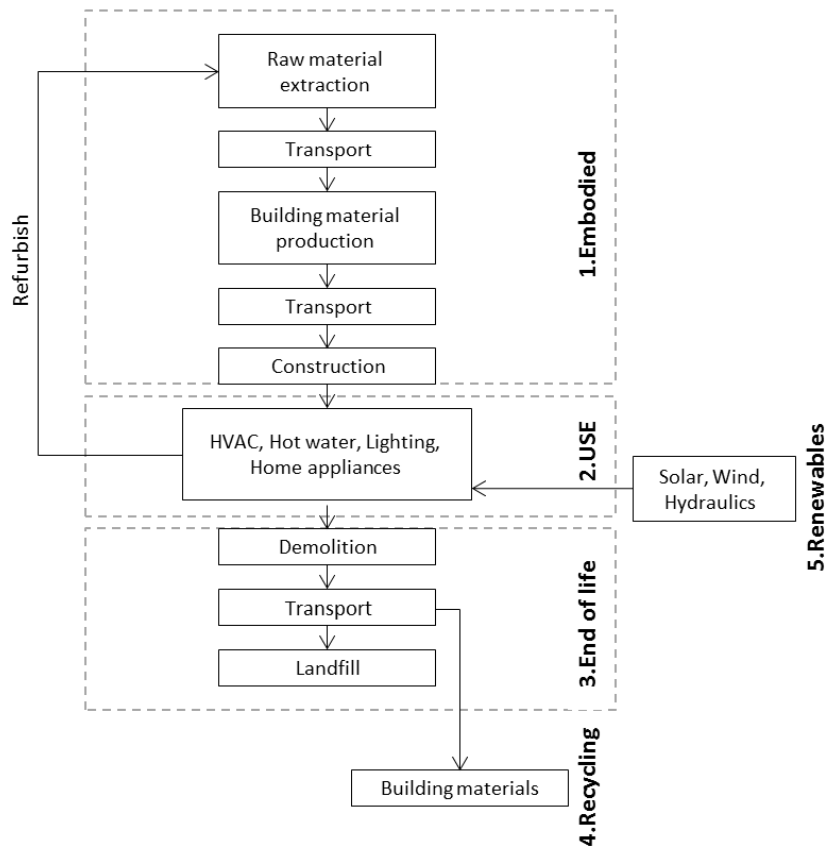 Raw material
extraction
Transport
Building material
production
Transport
Construction
1.Embodied
Refurbish
HVAC, Hot water, Lighting,
Home appliances
2.USE
Solar, Wind,
Hydraulics
5.Renewables
Demolition
Transport
Landfill
3.End of life
Building materials
4.Recycling